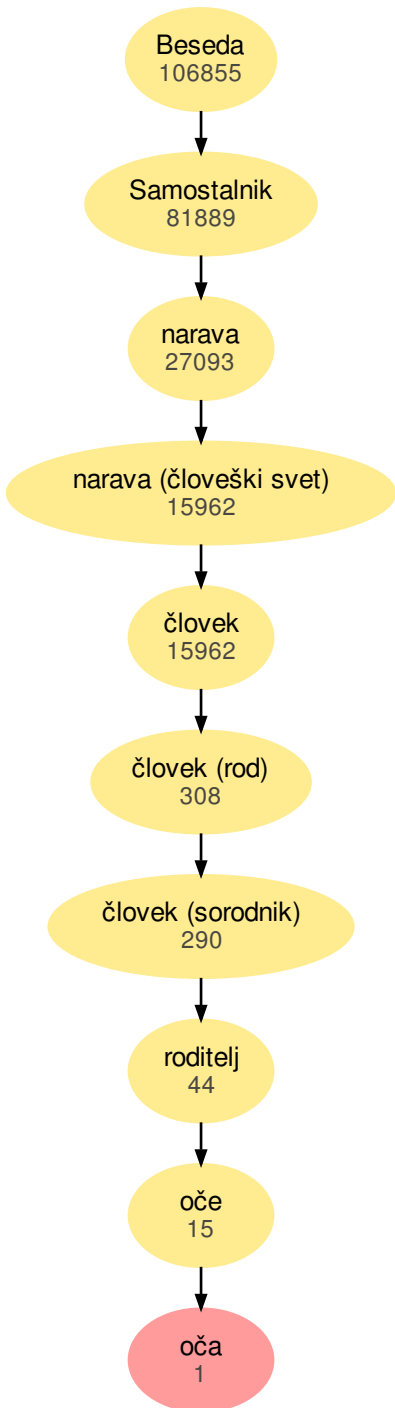 Beseda
106855
Samostalnik
81889
narava
27093
narava (človeški svet)
15962
človek
15962
človek (rod)
308
človek (sorodnik)
290
roditelj
44
oče
15
oča
1